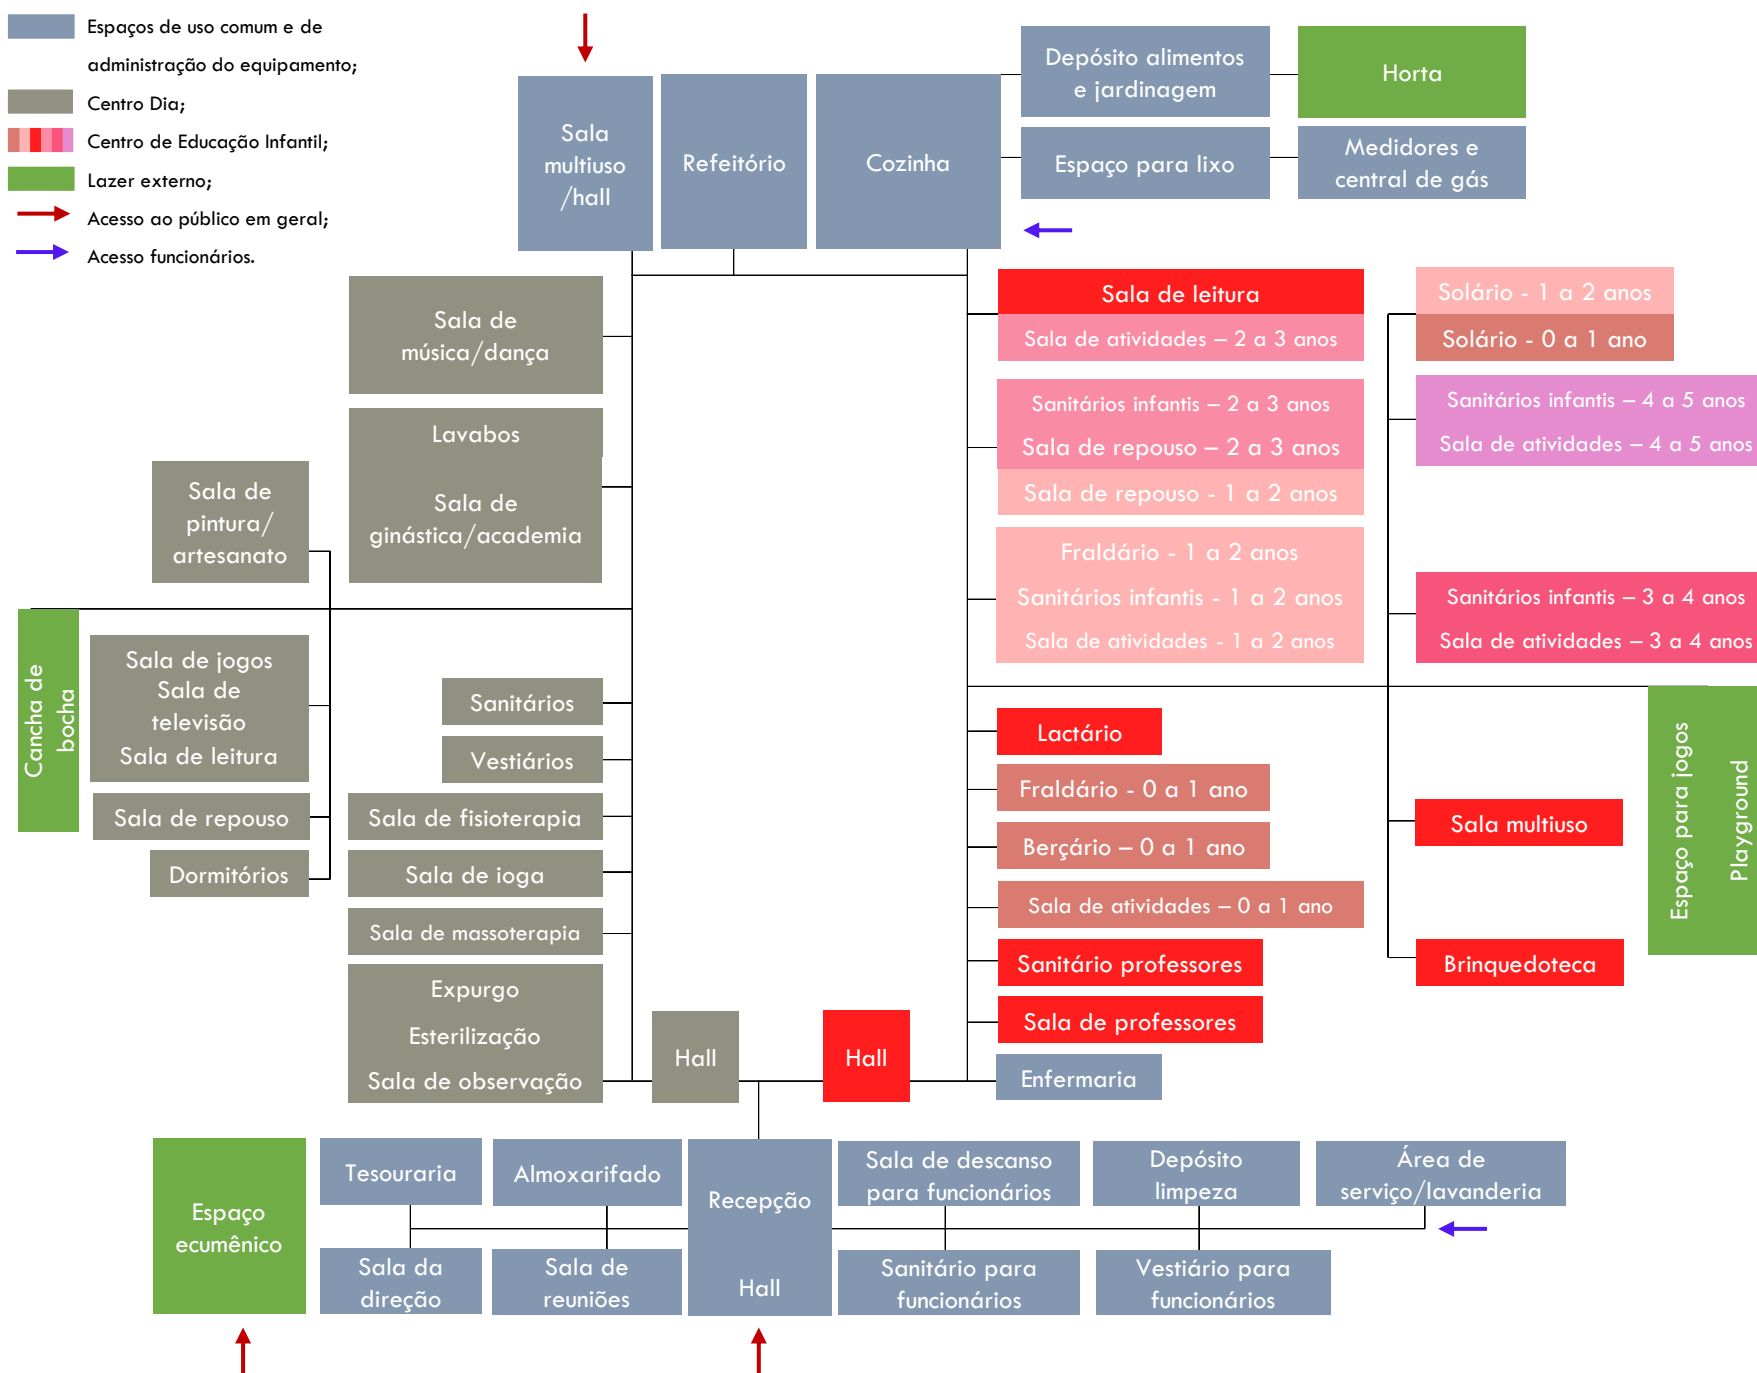 Espaços de uso comum e de
administração do equipamento;
Centro Dia;
Centro de Educação Infantil;
Lazer externo;
Acesso ao público em geral;
Acesso funcionários.
Sala
multiuso
/hall
Refeitório
Cozinha
Depósito alimentos
e jardinagem
Horta
Espaço para lixo
Medidores e
central de gás
Sala de
música/dança
Lavabos
Sala de
ginástica/academia
Sala de
pintura/
artesanato
Cancha de
bocha
Sala de jogos
Sala de
televisão
Sala de leitura
Sala de repouso
Dormitórios
Sanitários
Vestiários
Sala de fisioterapia
Sala de ioga
Sala de massoterapia
Expurgo
Esterilização
Sala de observação
Hall
Hall
Sala de leitura
Sala de atividades – 2 a 3 anos
Sanitários infantis – 2 a 3 anos
Sala de repouso – 2 a 3 anos
Sala de repouso - 1 a 2 anos
Fraldário - 1 a 2 anos
Sanitários infantis - 1 a 2 anos
Sala de atividades - 1 a 2 anos
Lactário
Fraldário - 0 a 1 ano
Berçário – 0 a 1 ano
Sala de atividades – 0 a 1 ano
Sanitário professores
Sala de professores
Enfermaria
Solário - 1 a 2 anos
Solário - 0 a 1 ano
Sanitários infantis – 4 a 5 anos
Sala de atividades – 4 a 5 anos
Sanitários infantis – 3 a 4 anos
Sala de atividades – 3 a 4 anos
Espaço para jogos
Playground
Sala multiuso
Brinquedoteca
Espaço
ecumênico
Tesouraria
Almoxarifado
Recepção
Hall
Sala de descanso
para funcionários
Depósito
limpeza
Área de
serviço/lavanderia
Sala da
direção
Sala de
reuniões
Sanitário para
funcionários
Vestiário para
funcionários